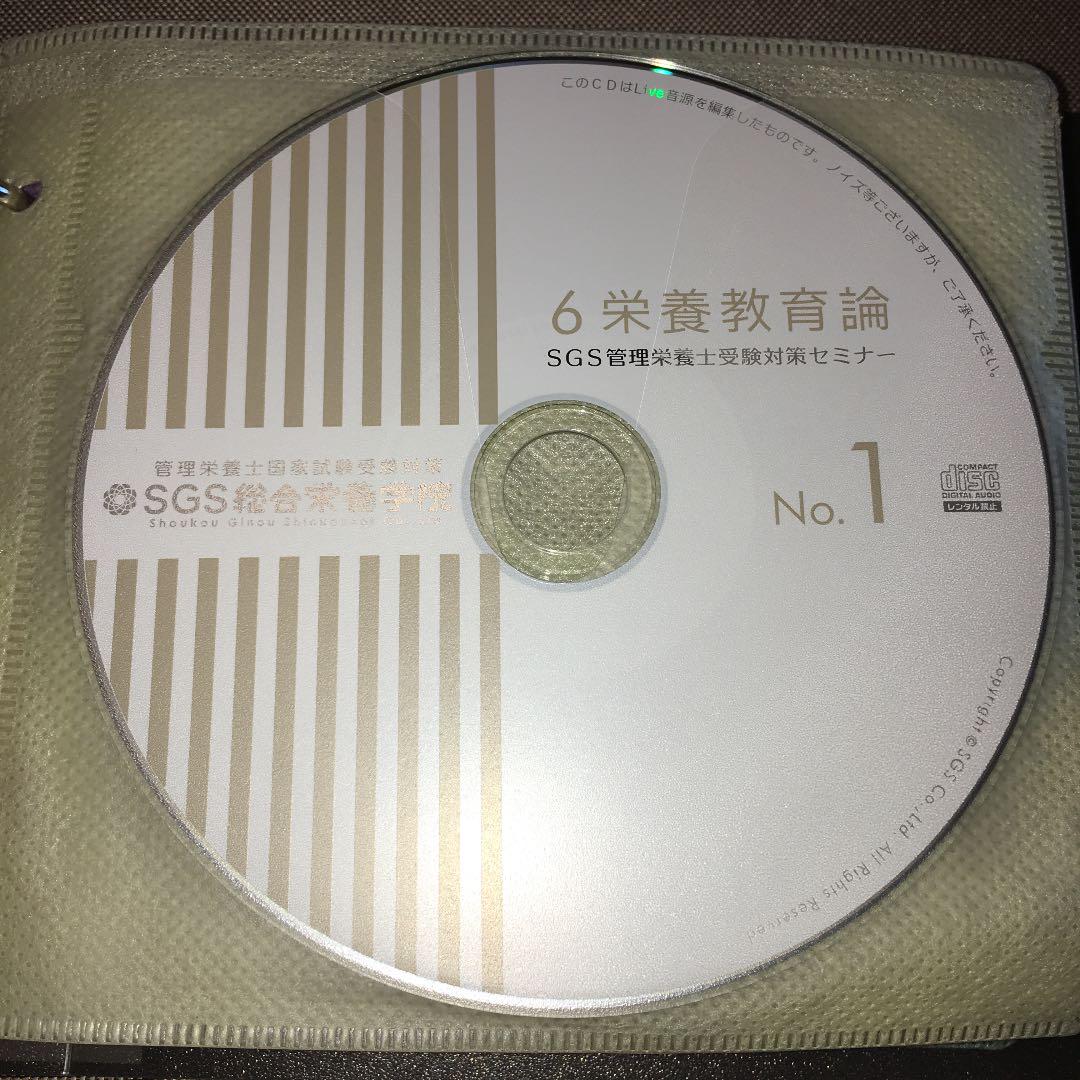 このCDはLive音源を編集したものです。ノイズ等ございますが、ご了承ください。
6 栄養教育論
SGS管理栄養士受験対策セミナー
管理栄養士国家試験受験対策
SGS総合栄養学院
Shoukou Ginou
No.1
COMPACT
disc
DIGITAL AUDIO
レンタル禁止
Copyright © SGS Co.,Ltd. All Rights Reserved